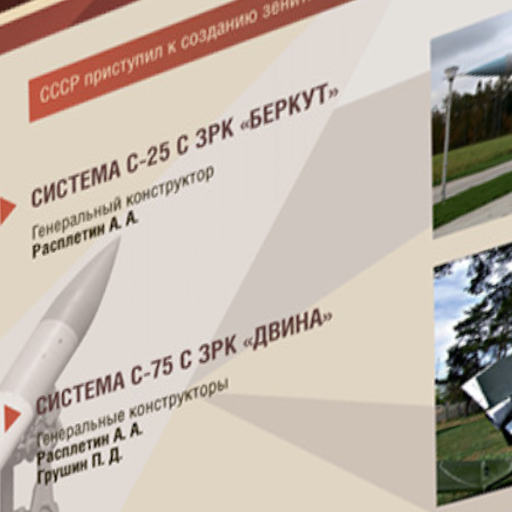 СССР приступил к созданию
СИСТЕМА С-25 С ЗРК «БЕРКУТ»
Генеральный конструктор
Расплетин А. А.
СИСТЕМА С-75 С ЗРК «ДВИНА»
Генеральные конструкторы
Расплетин А. А.
Грушин П. Д.